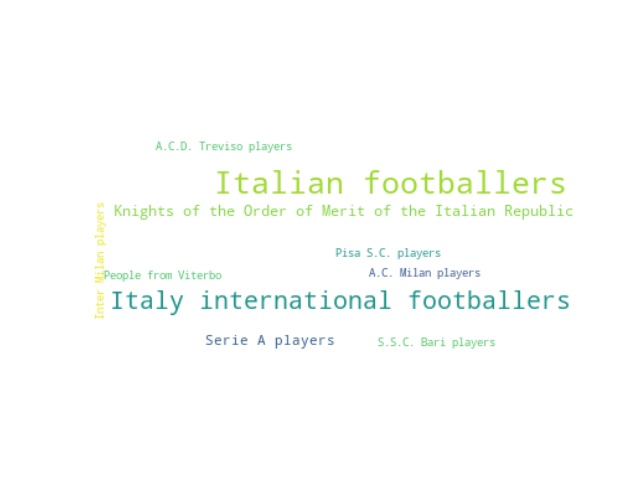 A.C.D. Treviso players
Italian footballers
Knights of the Order of Merit of the Italian Republic
Inter Milan players
Pisa S.C. players
A.C. Milan players
People from Viterbo
Italy international footballers
Serie A players
S.S.C. Bari players